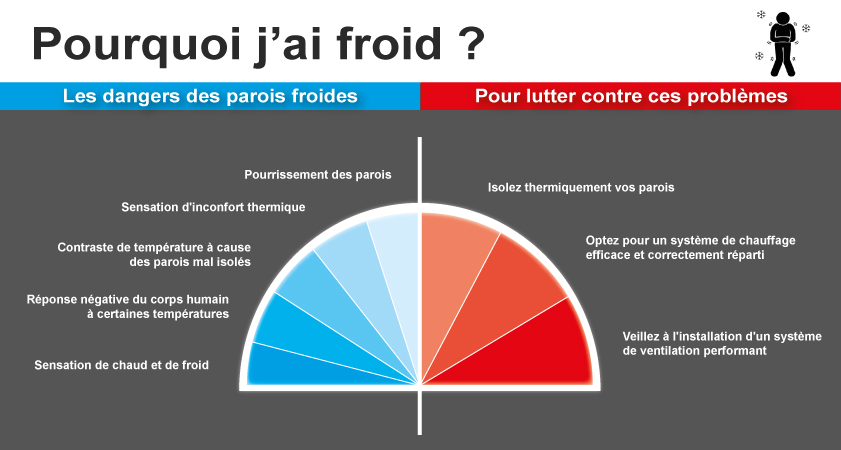 Pourquoi j'ai froid ?
Les dangers des parois froides
Pour lutter contre ces problèmes
Pourrissement des parois
Sensation d'inconfort thermique
Contraste de température à cause
des parois mal isolés
Réponse négative du corps humain
à certaines températures
Sensation de chaud et de froid
Isolez thermiquement vos parois
Optez pour un système de chauffage
efficace et correctement réparti
Veillez à l'installation d'un système
de ventilation performant